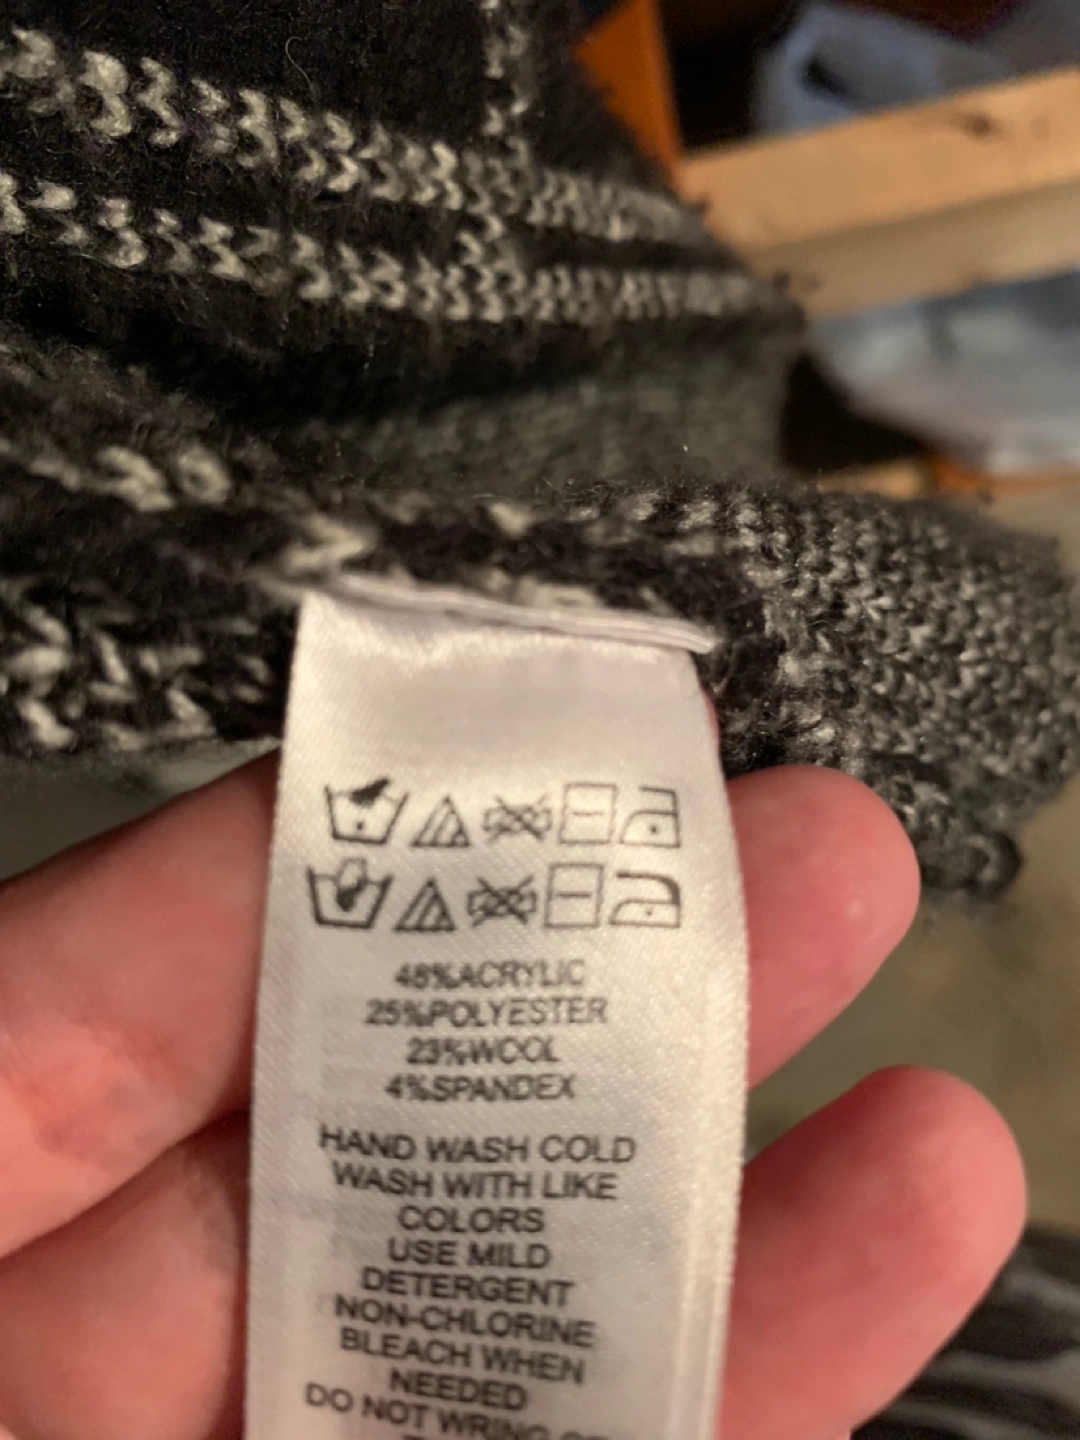 48%ACRYLIC
25%POLYESTER
23%WOOL
4%SPANDEX
HAND WASH COLD
WASH WITH LIKE
COLORS
USE MILD
DETERGENT
NON-CHLORINE
BLEACH WHEN
NEEDED
DO NOT WRING